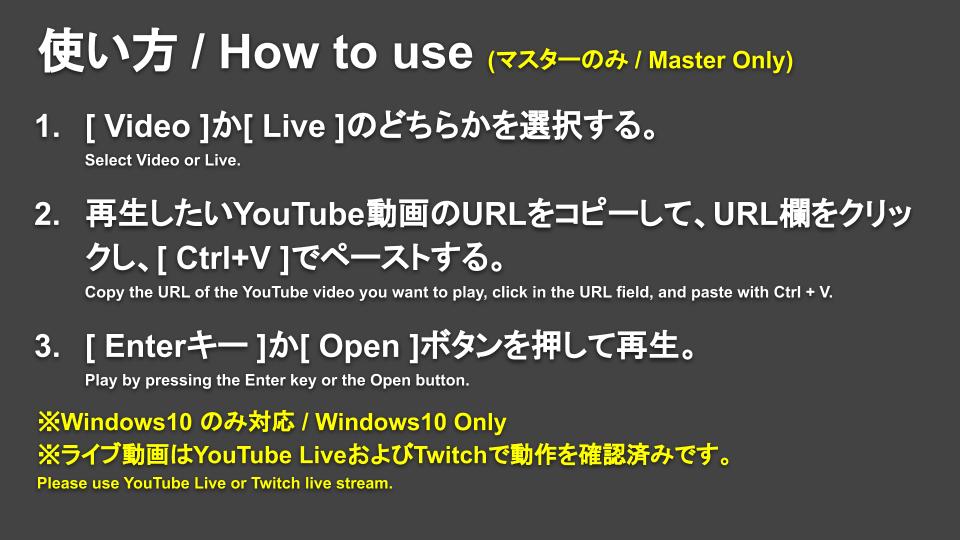 使い方 / How to use (マスターのみ / Master Only)
1. [ Video ]か[ Live ]のどちらかを選択する。
Select Video or Live.
2. 再生したいYouTube動画のURLをコピーして、URL欄をクリッ
クし、[ Ctrl+V ]でペーストする。
Copy the URL of the YouTube video you want to play, click in the URL field, and paste with Ctrl + V.
3. [ Enterキー ]か[ Open ]ボタンを押して再生。
Play by pressing the Enter key or the Open button.
※Windows10 のみ対応 / Windows10 Only
※ライブ動画はYouTube LiveおよびTwitchで動作を確認済みです。
Please use YouTube Live or Twitch live stream.